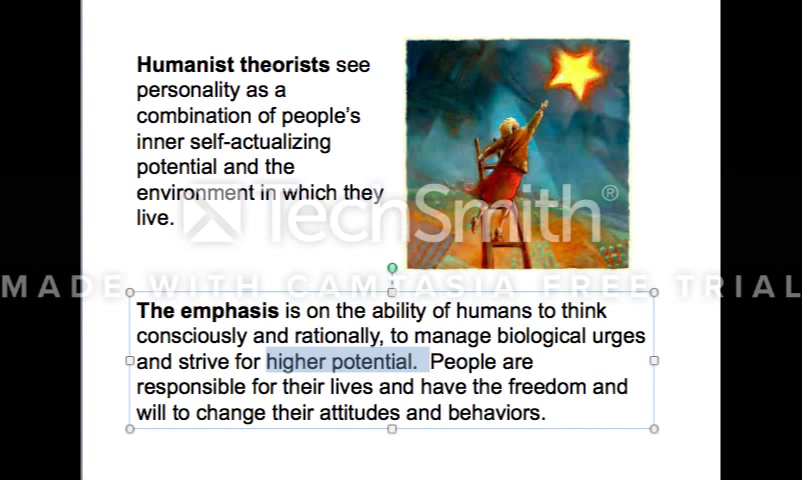 Humanist theorists see
personality as a
combination of people's
inner self-actualizing
potential and the
environment in which they
live.
TechSmith®
MADE WITH CAMTASIA FREE TRIAL
The emphasis is on the ability of humans to think
consciously and rationally, to manage biological urges
and strive for higher potential. People are
responsible for their lives and have the freedom and
will to change their attitudes and behaviors.